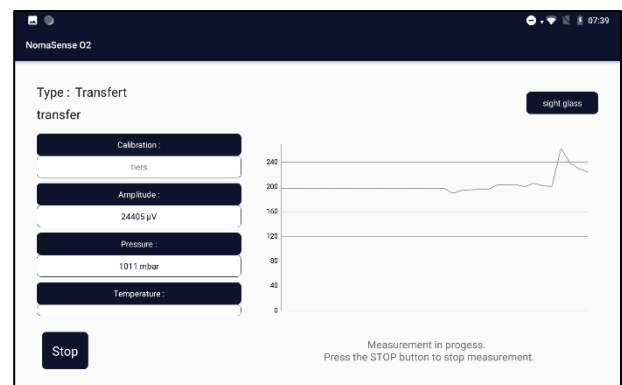 07:39
NomaSense O2
Type : Transfert
transfer
sight glass
Calibration :
tiers
Amplitude :
24405 µV
Pressure :
1011 mbar
Temperature :
Stop
240
200
160
120
80
40
0
Measurement in progess.
Press the STOP button to stop measurement.